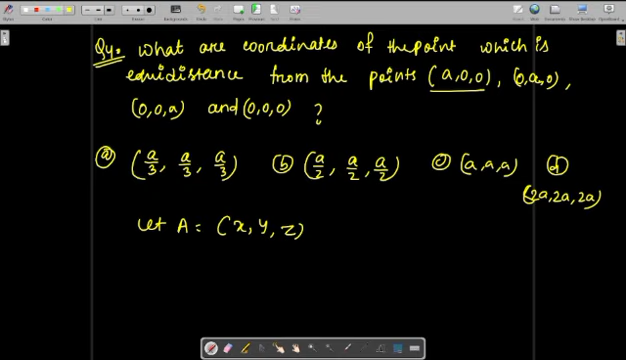 Q4. What are coordinates of the point which is
equidistance from the points (a,0,0), (0,a,0),
(0,0,a) and (0,0,0) ?
(a) (a/3, a/3, a/3) (b) (a/2, a/2, a/2) (c) (a,a,a) (d)
(2a,2a,2a)
let A = (x, y, z)